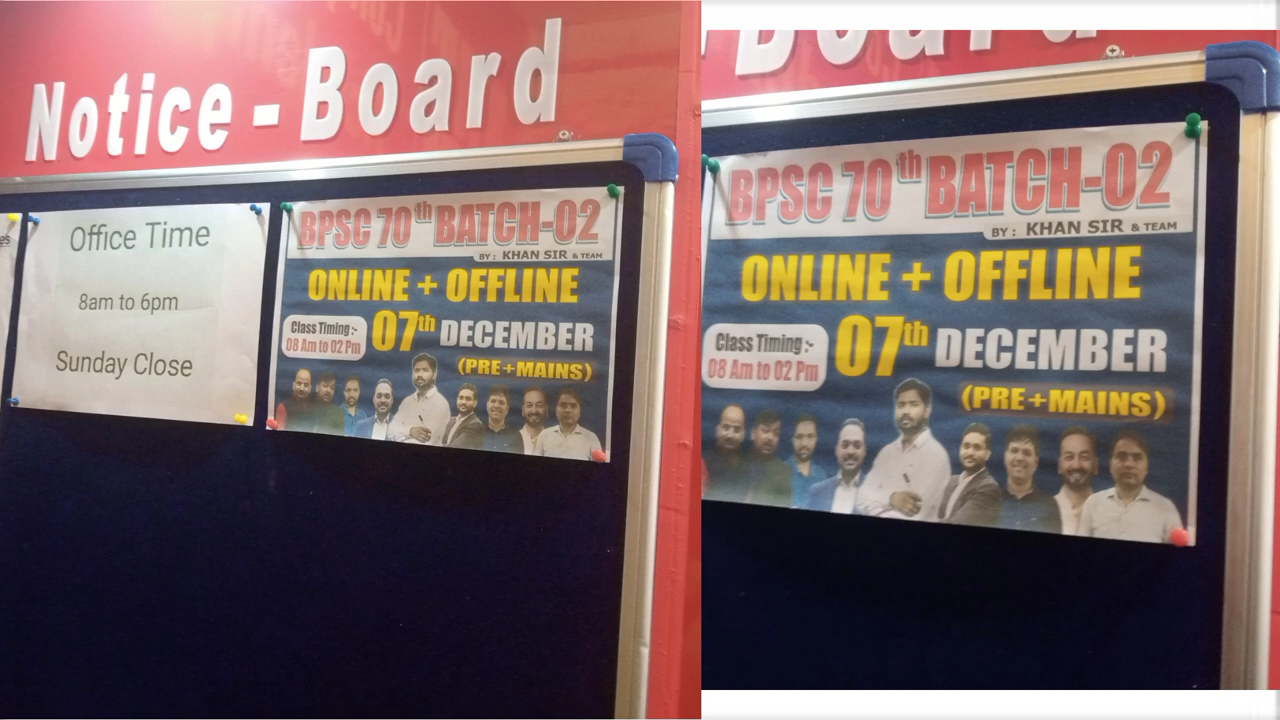 Notice - Board
Office Time
8am to 6pm
Sunday Close
BPSC 70th BATCH-02
BY : KHAN SIR & TEAM
ONLINE + OFFLINE
Class Timing :-
08 Am to 02 Pm
07th DECEMBER
(PRE+MAINS)
Board
BPSC 70th BATCH-02
BY : KHAN SIR & TEAM
ONLINE + OFFLINE
Class Timing :-
08 Am to 02 Pm
07th DECEMBER
(PRE+MAINS)